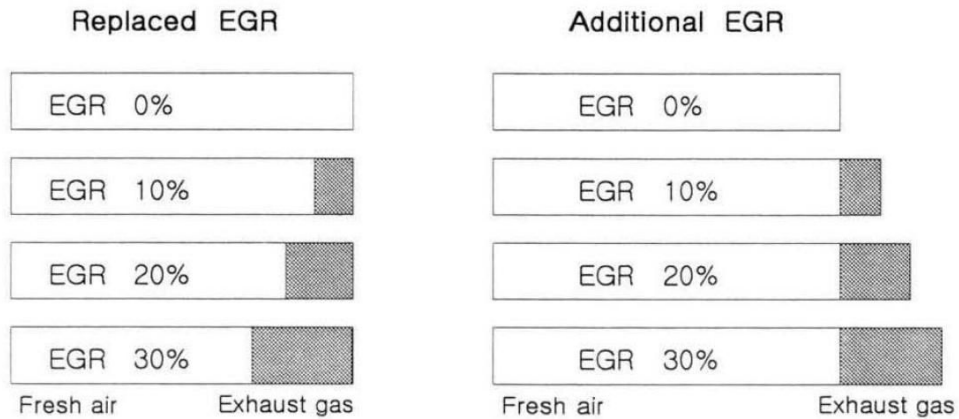 Replaced EGR
EGR 0%
EGR 10%
EGR 20%
EGR 30%
Fresh air Exhaust gas
Additional EGR
EGR 0%
EGR 10%
EGR 20%
EGR 30%
Fresh air Exhaust gas